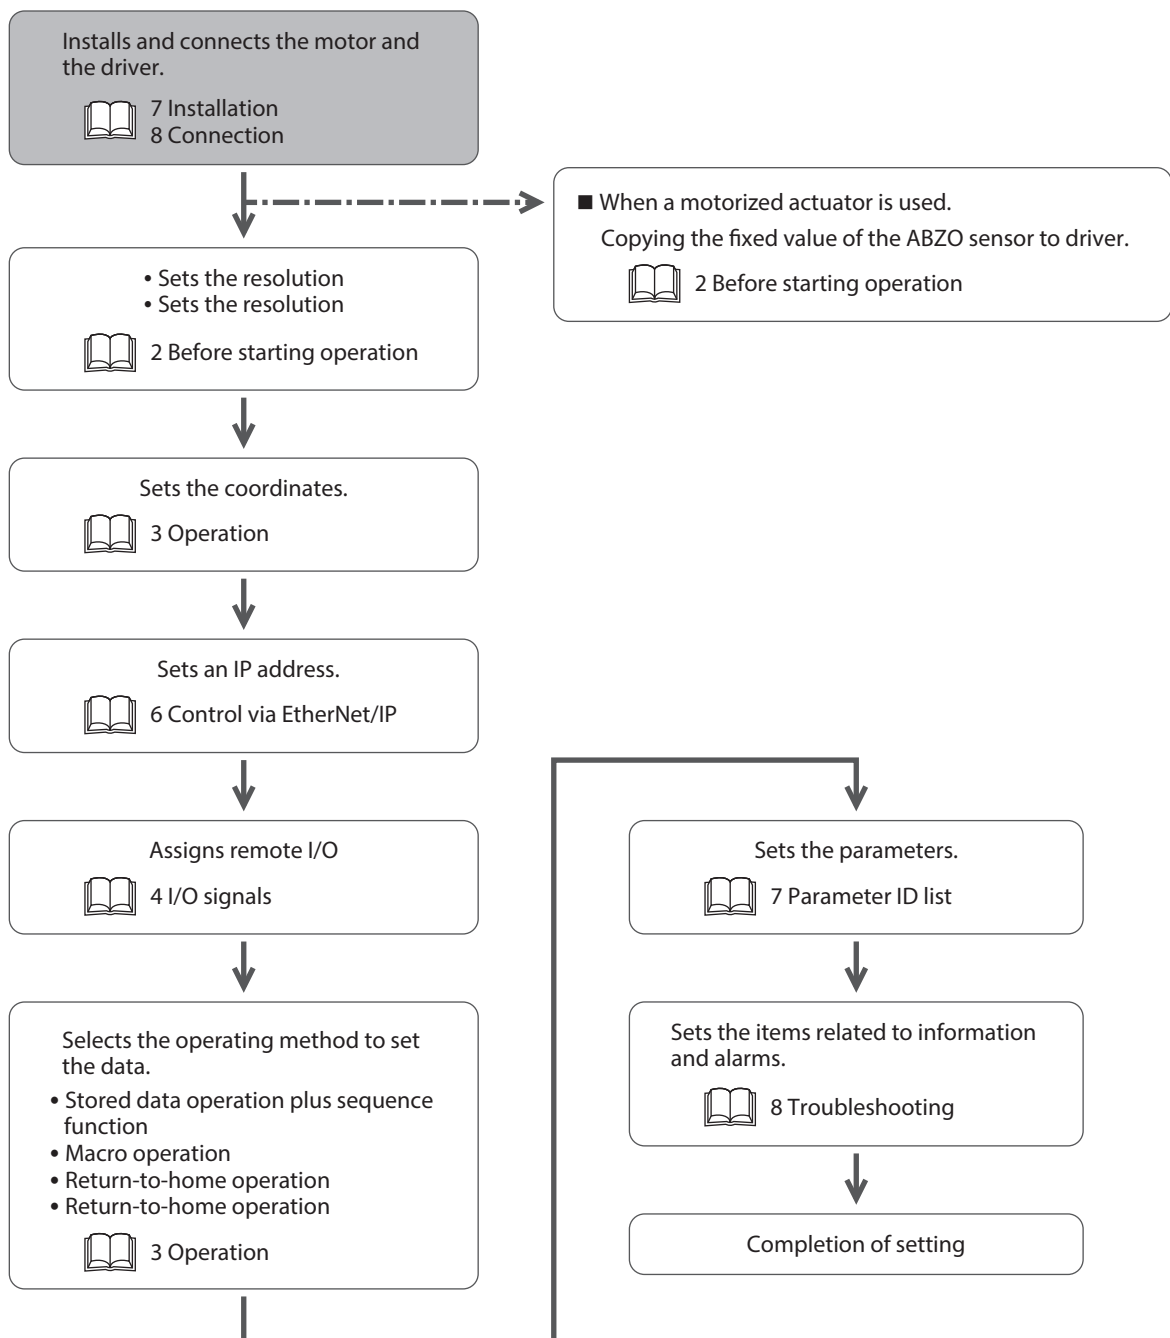 Installs and connects the motor and
the driver.
7 Installation
8 Connection
■ When a motorized actuator is used.
Copying the fixed value of the ABZO sensor to driver.
2 Before starting operation
• Sets the resolution
• Sets the resolution
2 Before starting operation
Sets the coordinates.
3 Operation
Sets an IP address.
6 Control via EtherNet/IP
Assigns remote I/O
4 I/O signals
Selects the operating method to set
the data.
• Stored data operation plus sequence
function
• Macro operation
• Return-to-home operation
• Return-to-home operation
3 Operation
Sets the parameters.
7 Parameter ID list
Sets the items related to information
and alarms.
8 Troubleshooting
Completion of setting